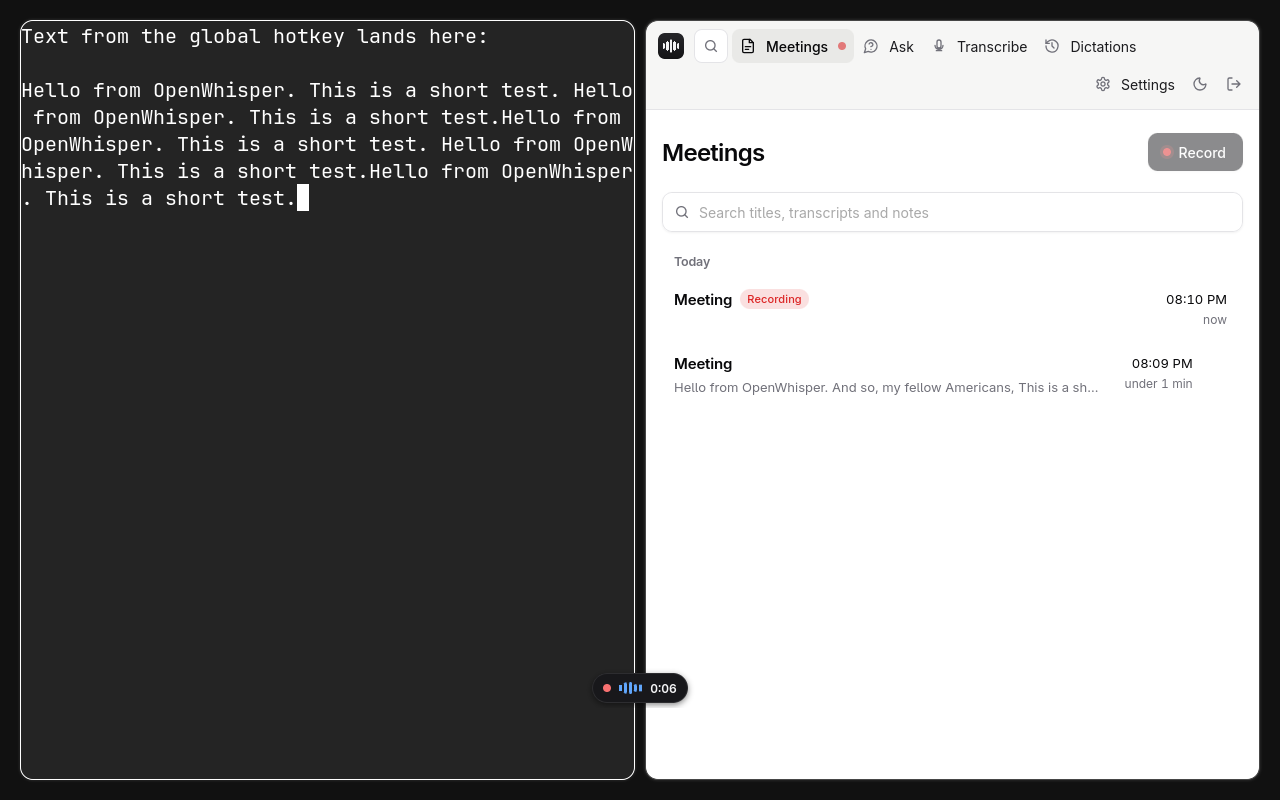 Text from the global hotkey lands here:
Hello from OpenWhisper. This is a short test. Hello
from OpenWhisper. This is a short test.Hello from
OpenWhisper. This is a short test. Hello from OpenW
hisper. This is a short test.Hello from OpenWhisper
. This is a short test.
Meetings
Ask
Transcribe
Dictations
Settings
Meetings
Record
Search titles, transcripts and notes
Today
Meeting Recording 08:10 PM
now
Meeting 08:09 PM
Hello from OpenWhisper. And so, my fellow Americans, This is a sh... under 1 min
0:06